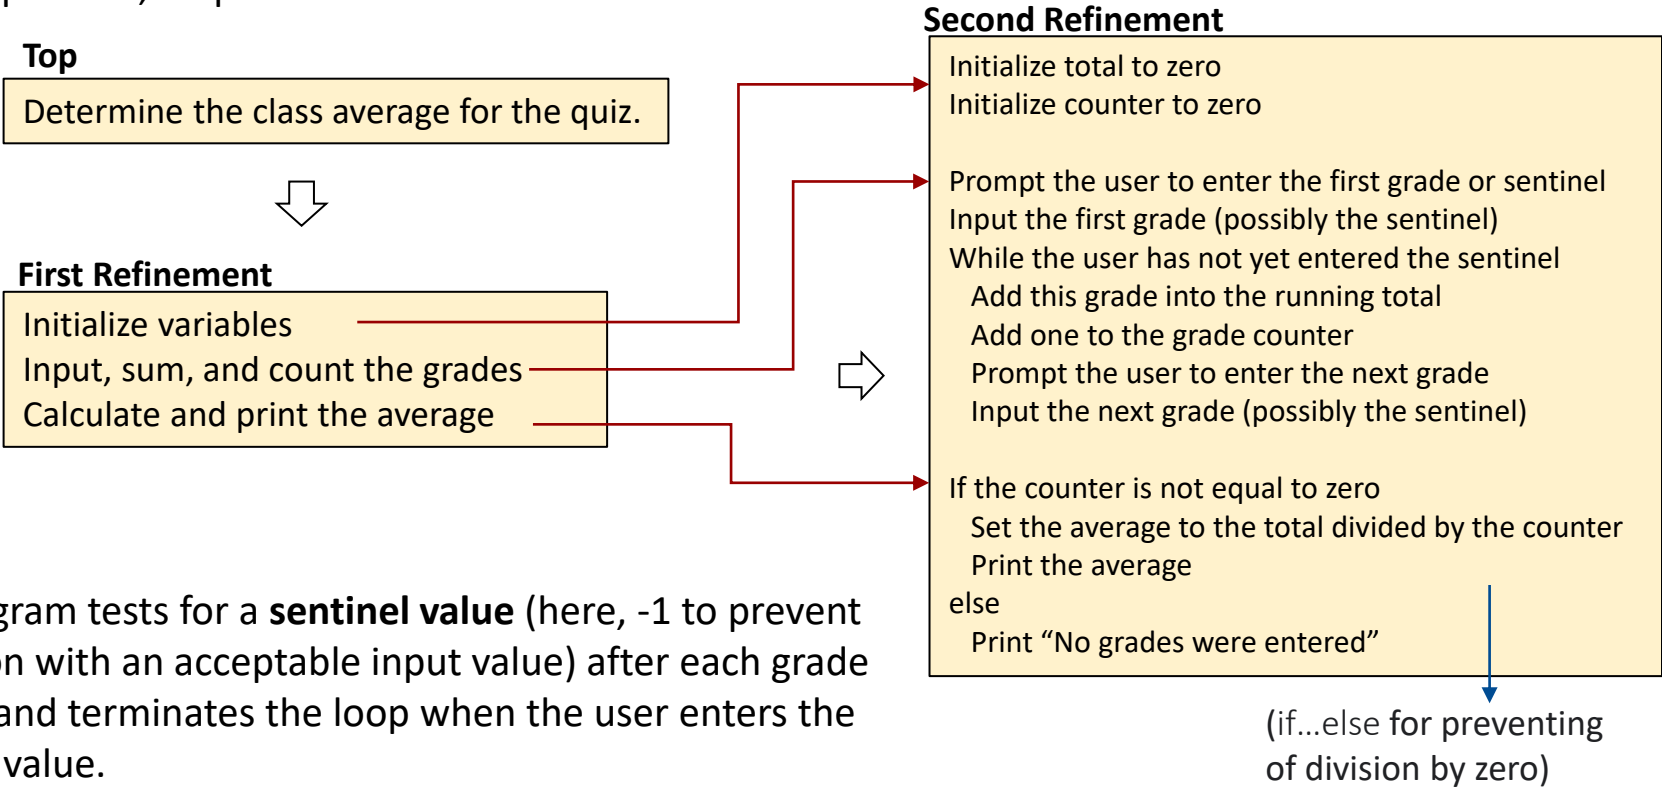 Top
Determine the class average for the quiz.
First Refinement
Initialize variables
Input, sum, and count the grades
Calculate and print the average
Second Refinement
Initialize total to zero
Initialize counter to zero
Prompt the user to enter the first grade or sentinel
Input the first grade (possibly the sentinel)
While the user has not yet entered the sentinel
Add this grade into the running total
Add one to the grade counter
Prompt the user to enter the next grade
Input the next grade (possibly the sentinel)
If the counter is not equal to zero
Set the average to the total divided by the counter
Print the average
else
Print “No grades were entered”
(if…else for preventing
of division by zero)
gram tests for a sentinel value (here, -1 to prevent
on with an acceptable input value) after each grade
and terminates the loop when the user enters the
value.